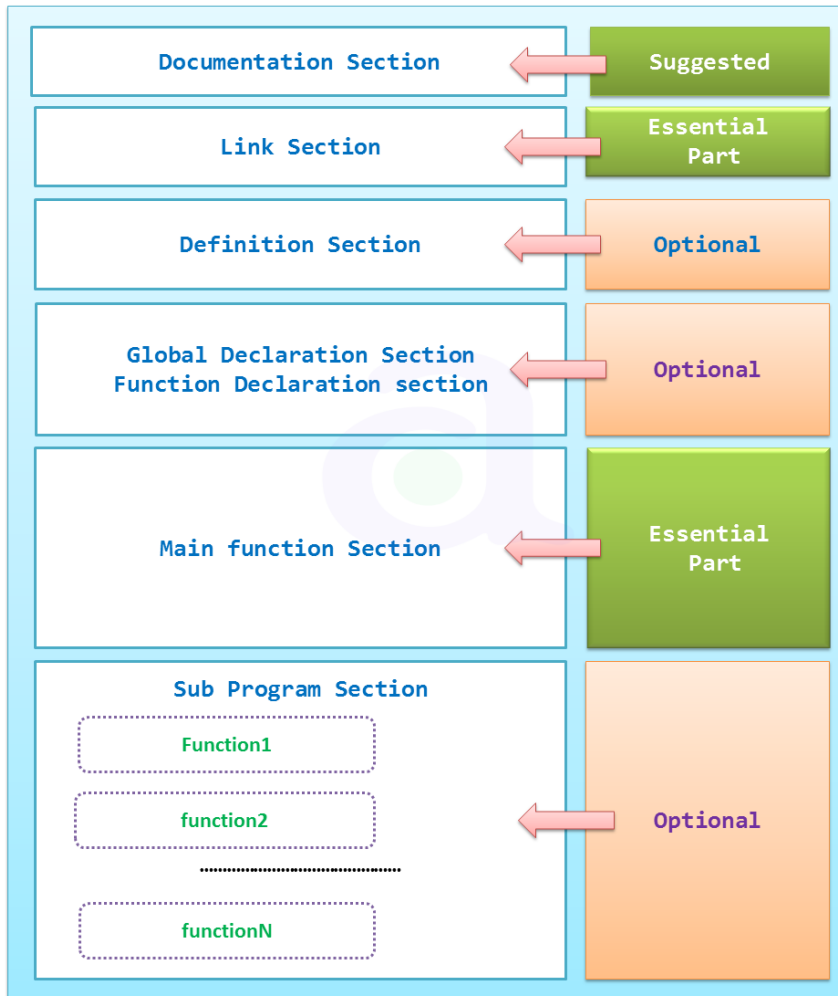 Documentation Section
Suggested
Link Section
Essential
Part
Definition Section
Optional
Global Declaration Section
Function Declaration section
Optional
Main function Section
Essential
Part
Sub Program Section
Function1
function2
functionN
Optional